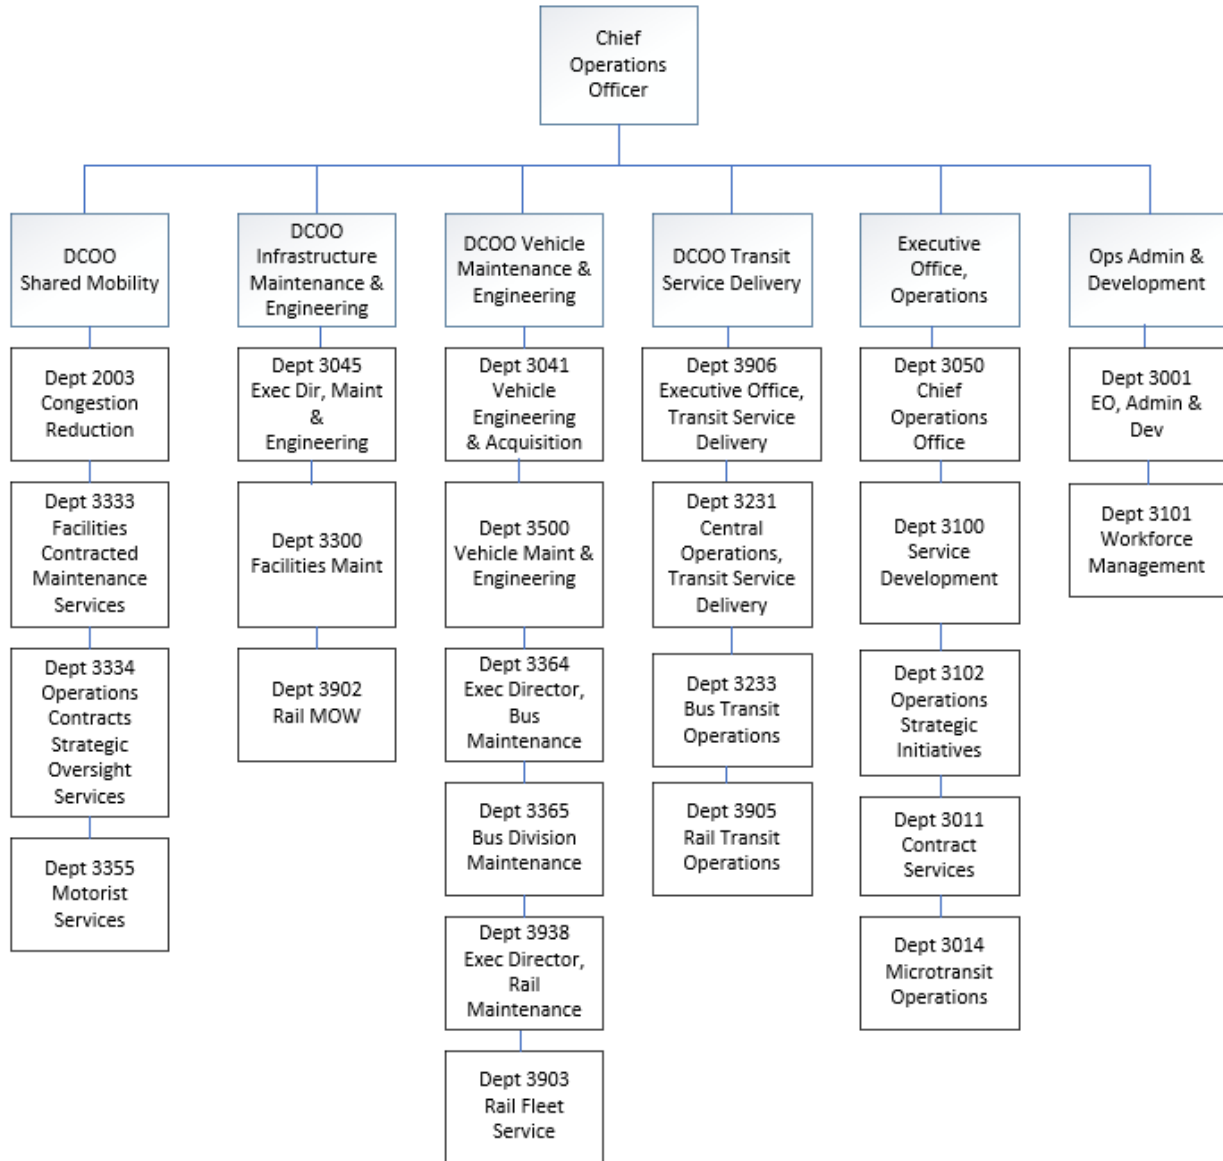 Chief
Operations
Officer
DCOO
Shared Mobility
DCOO
Infrastructure
Maintenance &
Engineering
DCOO Vehicle
Maintenance &
Engineering
DCOO Transit
Service Delivery
Executive
Office,
Operations
Ops Admin &
Development
Dept 2003
Congestion
Reduction
Dept 3333
Facilities
Contracted
Maintenance
Services
Dept 3334
Operations
Contracts
Strategic
Oversight
Services
Dept 3355
Motorist
Services
Dept 3045
Exec Dir, Maint
&
Engineering
Dept 3300
Facilities Maint
Dept 3902
Rail MOW
Dept 3041
Vehicle
Engineering
& Acquisition
Dept 3500
Vehicle Maint &
Engineering
Dept 3364
Exec Director,
Bus
Maintenance
Dept 3365
Bus Division
Maintenance
Dept 3938
Exec Director,
Rail
Maintenance
Dept 3903
Rail Fleet
Service
Dept 3906
Executive Office,
Transit Service
Delivery
Dept 3231
Central
Operations,
Transit Service
Delivery
Dept 3233
Bus Transit
Operations
Dept 3905
Rail Transit
Operations
Dept 3050
Chief
Operations
Office
Dept 3100
Service
Development
Dept 3102
Operations
Strategic
Initiatives
Dept 3011
Contract
Services
Dept 3014
Microtransit
Operations
Dept 3001
EO, Admin &
Dev
Dept 3101
Workforce
Management